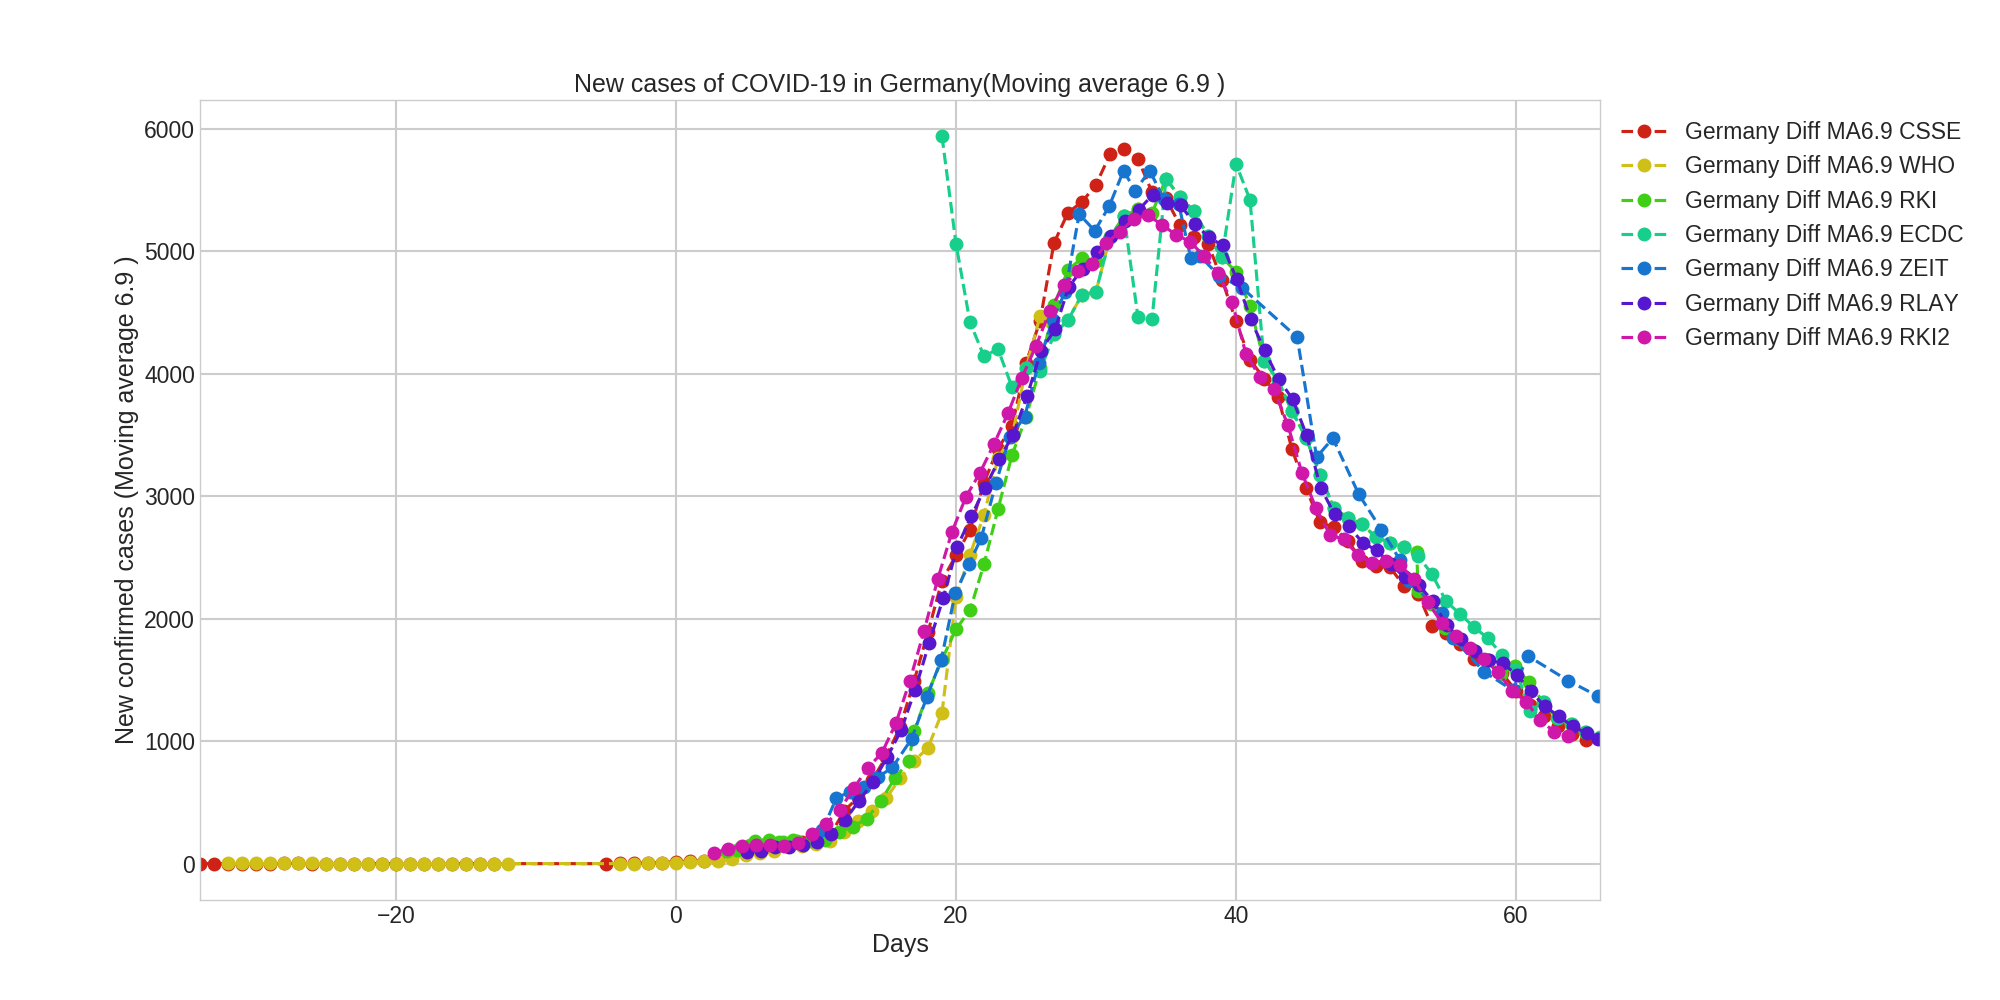 New cases of COVID-19 in Germany(Moving average 6.9 )
New confirmed cases (Moving average 6.9 )
6000
5000
4000
3000
2000
1000
0
−20
0
20
40
60
Days
Germany Diff MA6.9 CSSE
Germany Diff MA6.9 WHO
Germany Diff MA6.9 RKI
Germany Diff MA6.9 ECDC
Germany Diff MA6.9 ZEIT
Germany Diff MA6.9 RLAY
Germany Diff MA6.9 RKI2